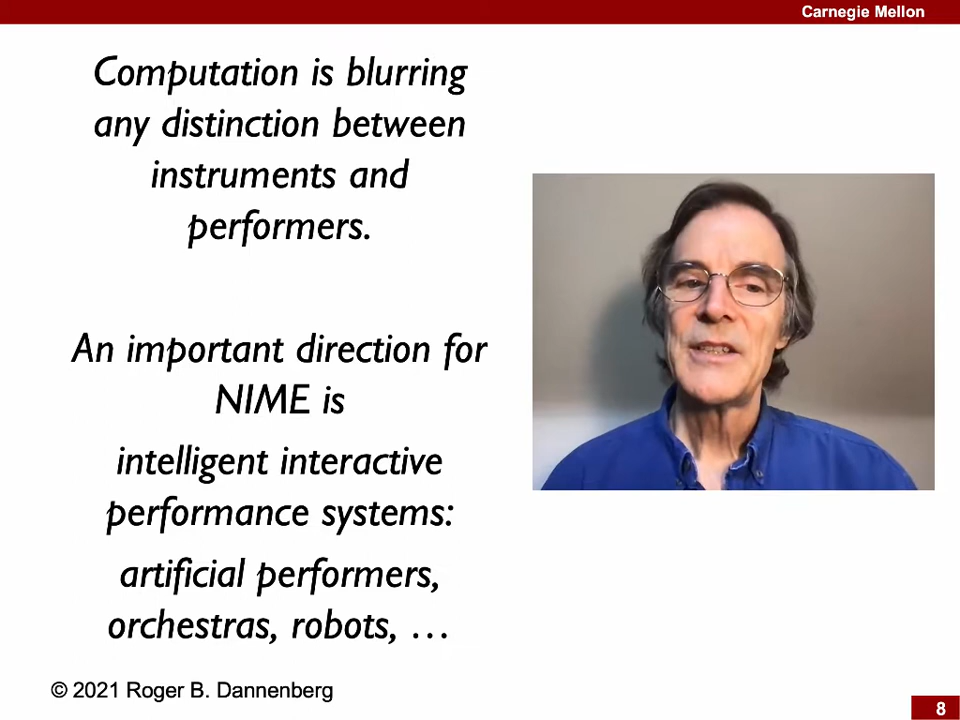 Carnegie Mellon
Computation is blurring
any distinction between
instruments and
performers.
An important direction for
NIME is
intelligent interactive
performance systems:
artificial performers,
orchestras, robots, …
© 2021 Roger B. Dannenberg
8